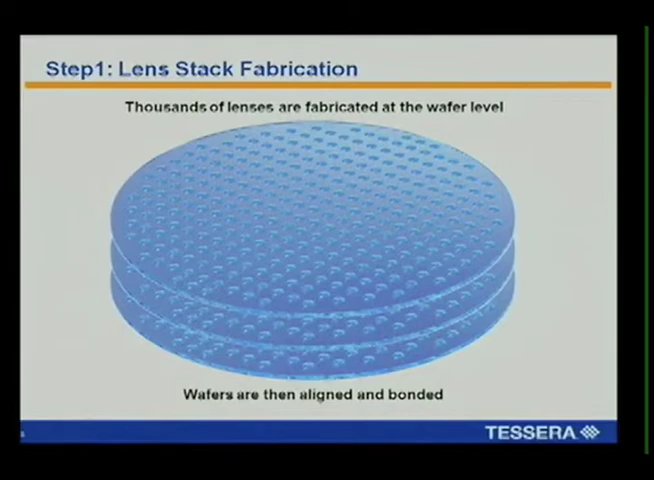 Step1: Lens Stack Fabrication
Thousands of lenses are fabricated at the wafer level
Wafers are then aligned and bonded
TESSERA